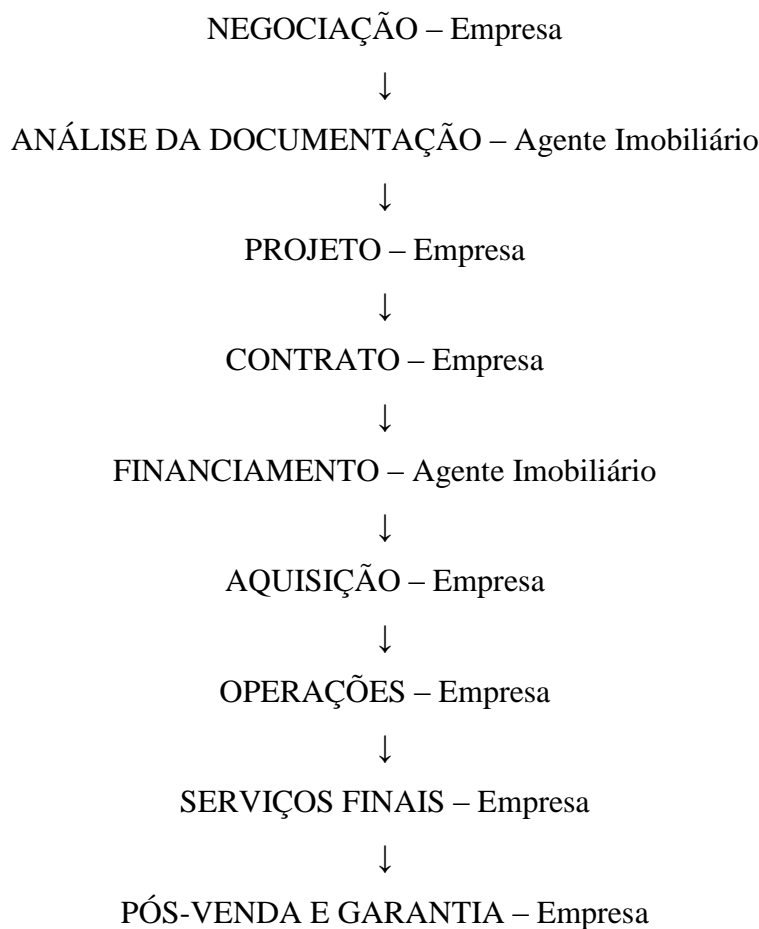 NEGOCIAÇÃO – Empresa
↓
ANÁLISE DA DOCUMENTAÇÃO – Agente Imobiliário
↓
PROJETO – Empresa
↓
CONTRATO – Empresa
↓
FINANCIAMENTO – Agente Imobiliário
↓
AQUISIÇÃO – Empresa
↓
OPERAÇÕES – Empresa
↓
SERVIÇOS FINAIS – Empresa
↓
PÓS-VENDA E GARANTIA – Empresa